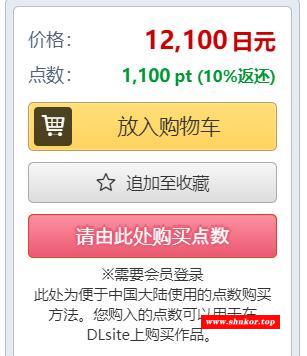 价格： 12,100日元
点数： 1,100 pt (10%返还)
放入购物车
追加至收藏
请由此处购买点数
※需要会员登录
此处为便于中国大陆使用的点数购买
方法。您购入的点数可以用于在
DLsite上购买作品。
www.shukor.top